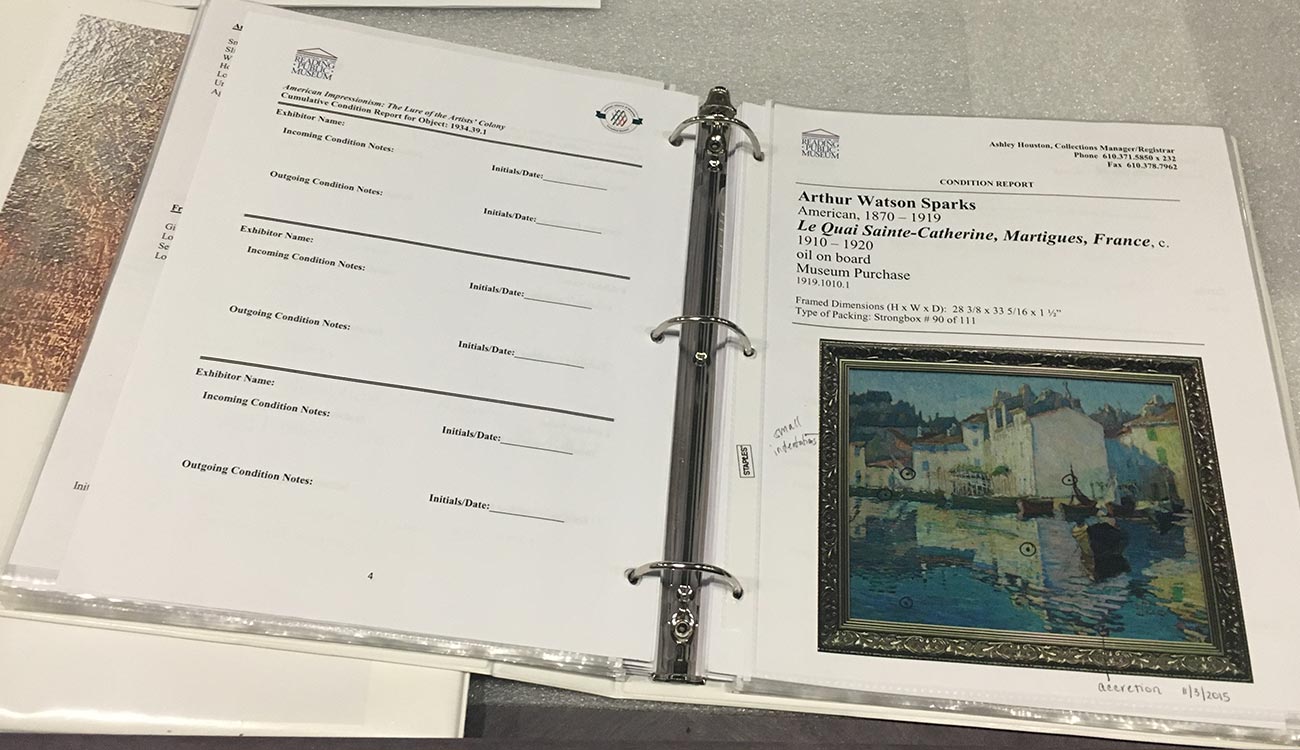 READING
PUBLIC
MUSEUM
American Impressionism: The Lure of the Artists' Colony
Cumulative Condition Report for Object: 1934.39.1
Exhibitor Name:
Incoming Condition Notes:
Initials/Date:
Outgoing Condition Notes:
Initials/Date:
Exhibitor Name:
Incoming Condition Notes:
Initials/Date:
Outgoing Condition Notes:
Initials/Date:
Exhibitor Name:
Incoming Condition Notes:
Initials/Date:
Outgoing Condition Notes:
Initials/Date:
4
STAPLES
READING
PUBLIC
MUSEUM
Ashley Houston, Collections Manager/Registrar
Phone 610.371.5850 x 232
Fax 610.378.7962
CONDITION REPORT
Arthur Watson Sparks
American, 1870 – 1919
Le Quai Sainte-Catherine, Martigues, France, c.
1910 – 1920
oil on board
Museum Purchase
1919.1010.1
Framed Dimensions (H x W x D): 28 3/8 x 33 5/16 x 1 ½"
Type of Packing: Strongbox # 90 of 111
small
indentations
accretion 11/3/2015